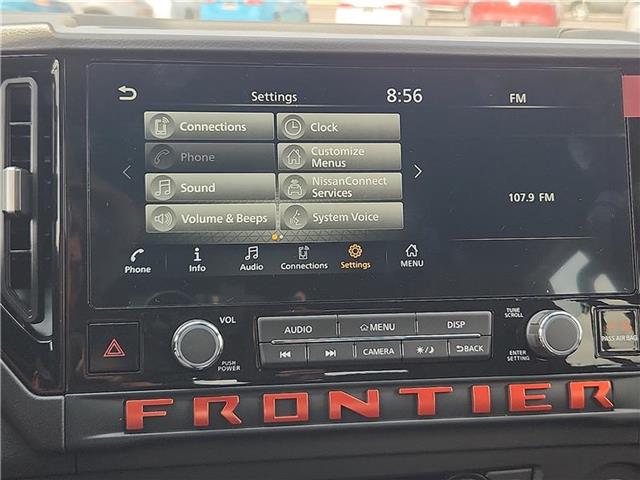 Settings
8:56
FM
Connections
Clock
Phone
Customize
Menus
Sound
NissanConnect
Services
Volume & Beeps
System Voice
107.9 FM
Phone
Info
Audio
Connections
Settings
MENU
VOL
PUSH
POWER
AUDIO
MENU
DISP
CAMERA
BACK
TUNE
SCROLL
ENTER
SETTING
PASS AIR BAG
FRONTIER